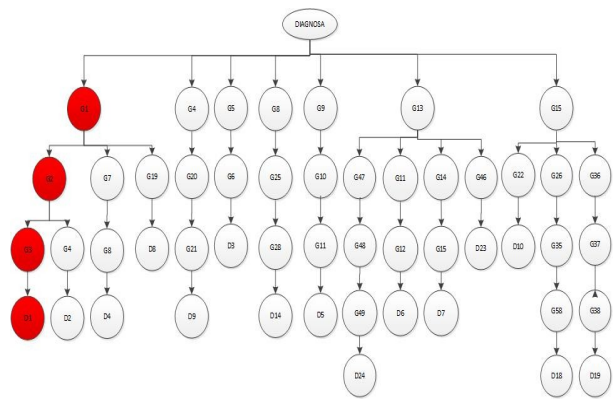 DIAGNOSA
G1 G4 G5 G8 G9 G13 G15
G2 G7 G19 G20 G6 G25 G10 G47 G11 G14 G46 G22 G26 G36
G3 G4 G8 D8 G21 D3 G28 G11 G48 G12 G15 D23 D10 G35 G37
D1 D2 D4 D9 D14 D5 G49 D6 D7 G58 G38
D24 D18 D19